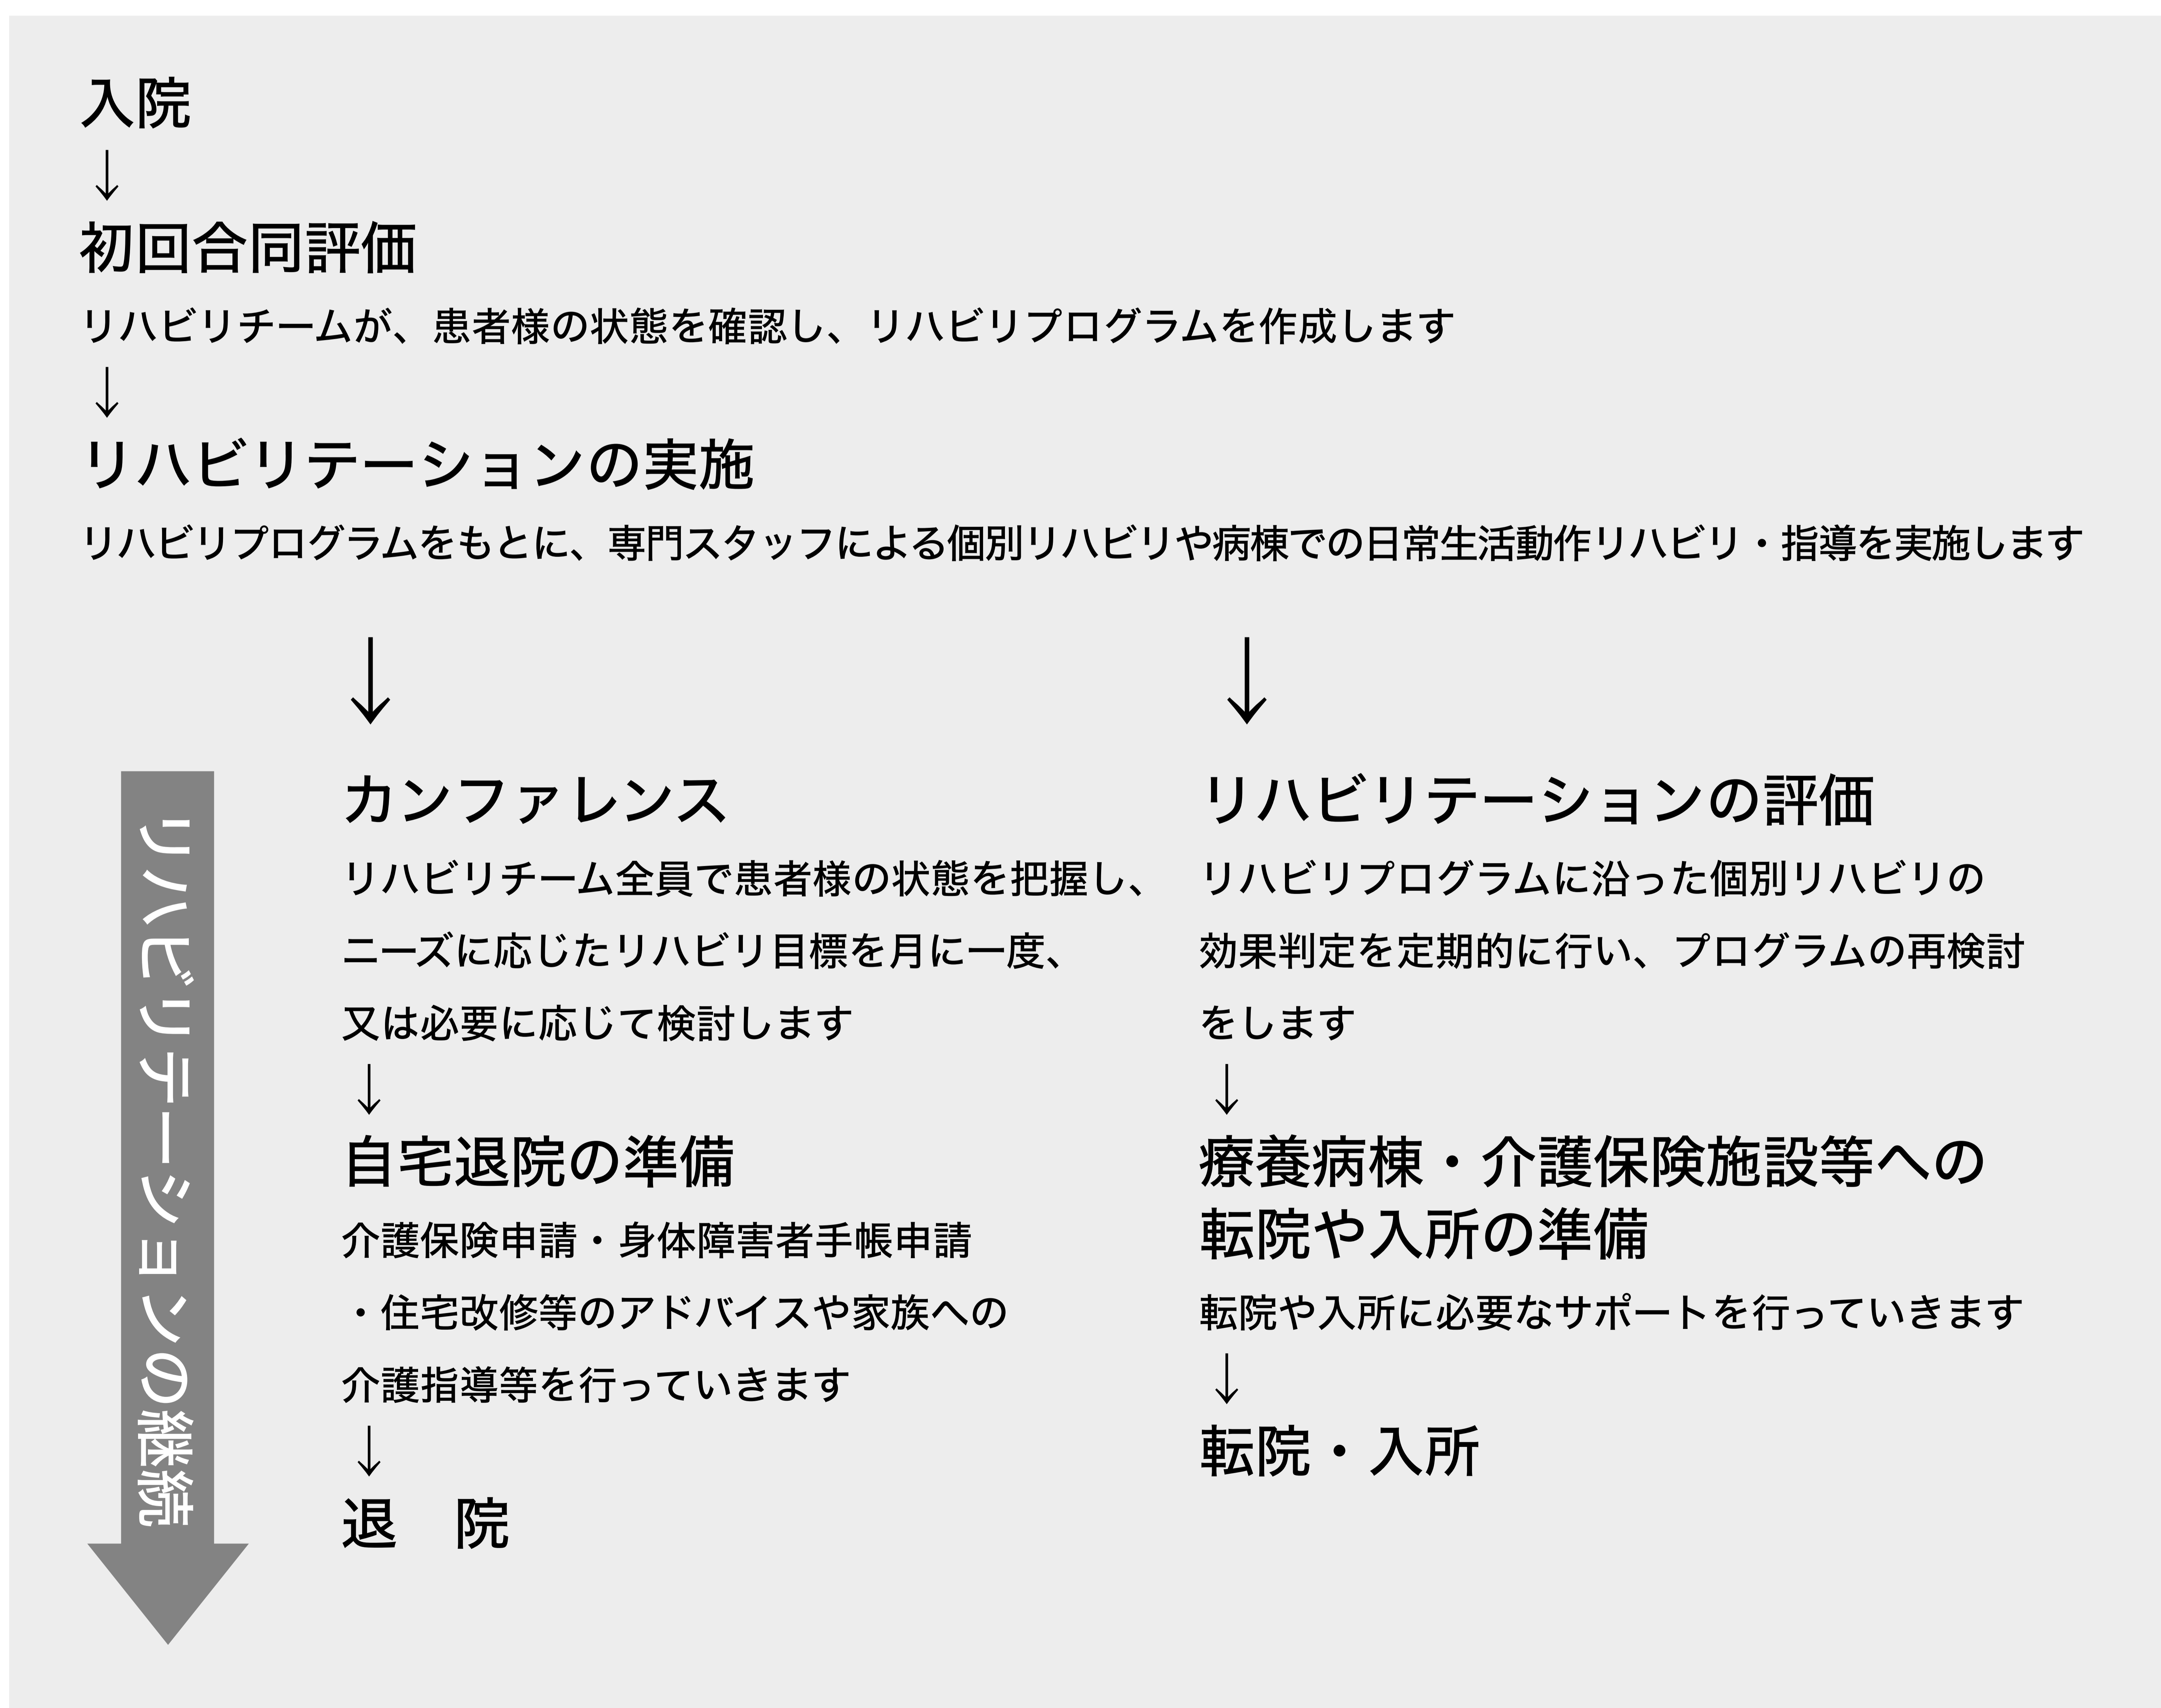 入院
↓
初回合同評価
リハビリチームが、患者様の状態を確認し、リハビリプログラムを作成します
↓
リハビリテーションの実施
リハビリプログラムをもとに、専門スタッフによる個別リハビリや病棟での日常生活動作リハビリ・指導を実施します
↓
↓
リハビリテーションの継続
カンファレンス
リハビリチーム全員で患者様の状態を把握し、
ニーズに応じたリハビリ目標を月に一度、
又は必要に応じて検討します
↓
自宅退院の準備
介護保険申請・身体障害者手帳申請
・住宅改修等のアドバイスや家族への
介護指導等を行っていきます
↓
退　院
リハビリテーションの評価
リハビリプログラムに沿った個別リハビリの
効果判定を定期的に行い、プログラムの再検討
をします
↓
療養病棟・介護保険施設等への
転院や入所の準備
転院や入所に必要なサポートを行っていきます
↓
転院・入所